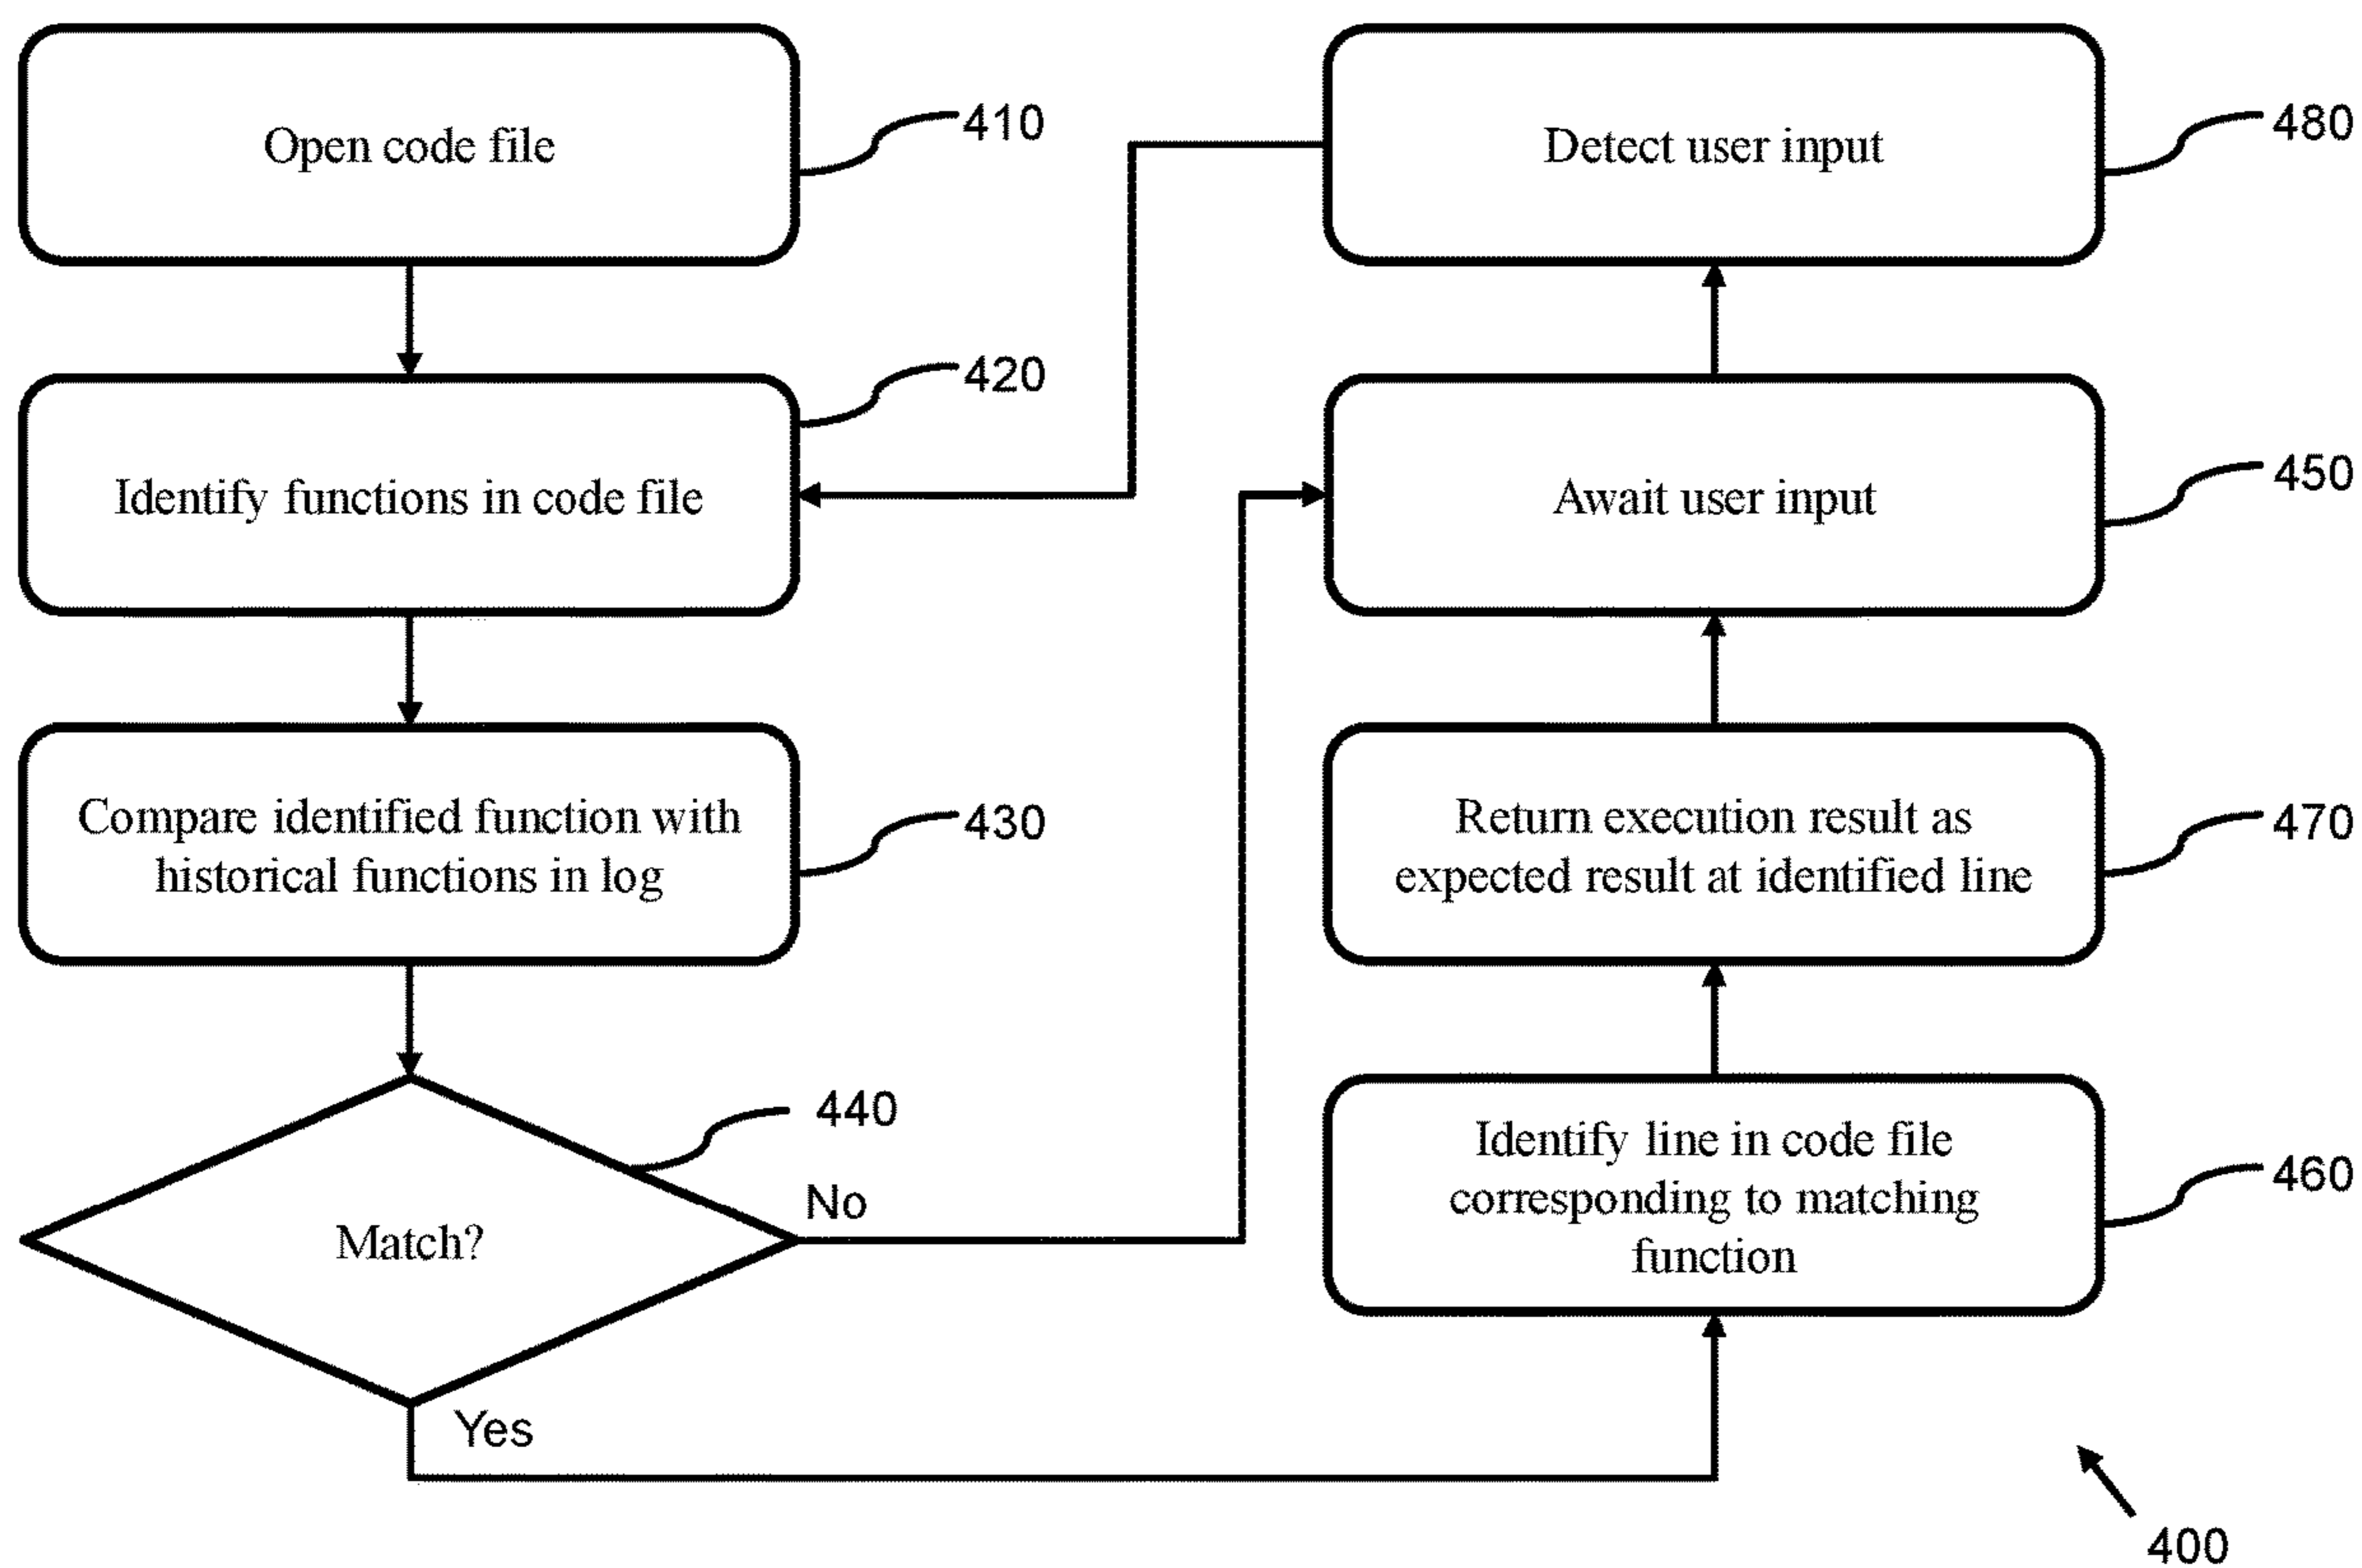 Open code file
410
Identify functions in code file
420
Compare identified function with
historical functions in log
430
Match?
440
No
Yes
Detect user input
480
Await user input
450
Return execution result as
expected result at identified line
470
Identify line in code file
corresponding to matching
function
460
400